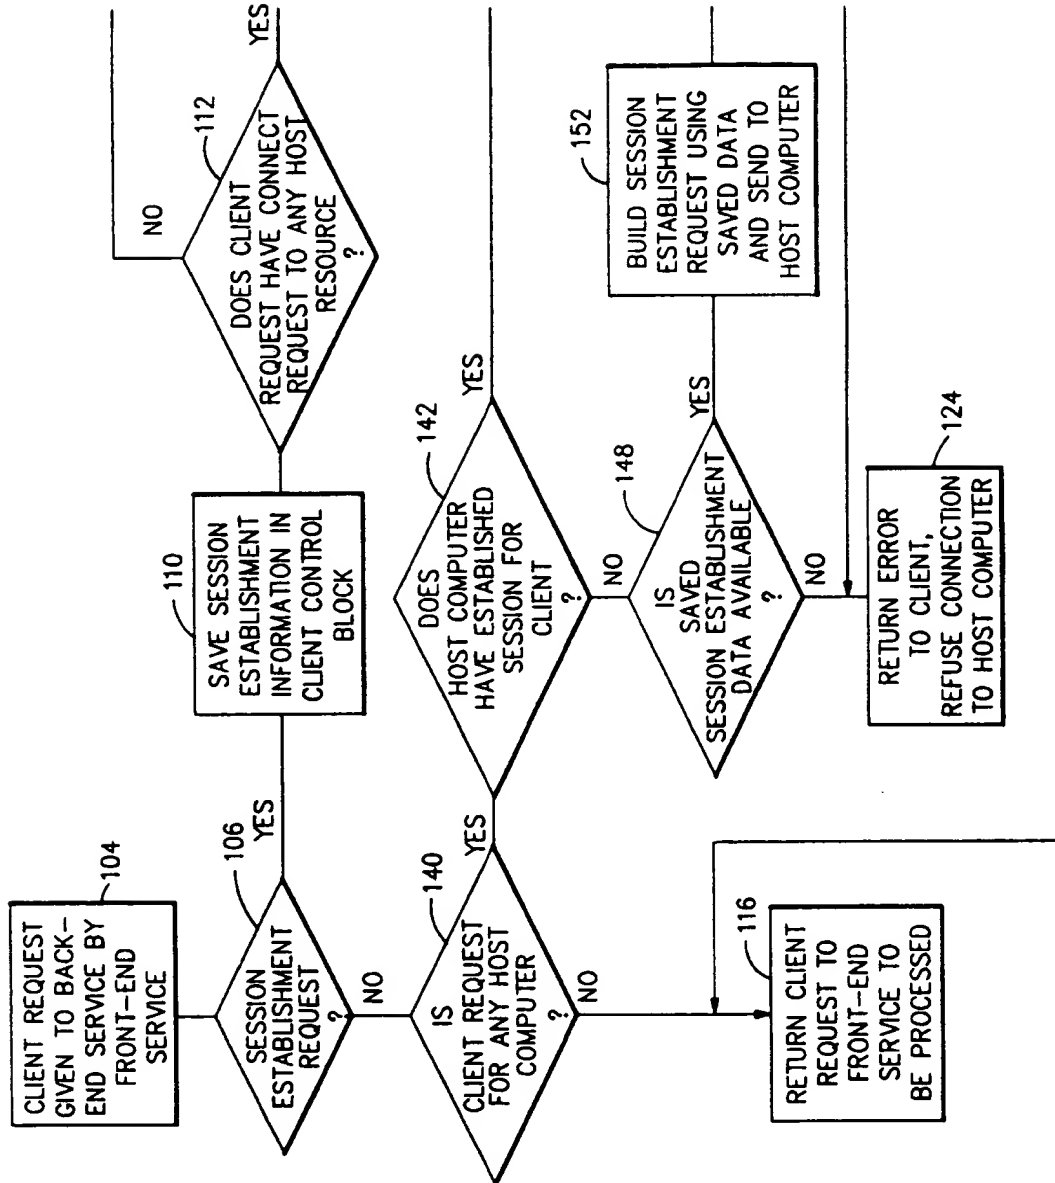 CLIENT REQUEST
GIVEN TO BACK-
END SERVICE BY
FRONT-END
SERVICE
104
SESSION
ESTABLISHMENT
REQUEST
?
106
YES
NO
SAVE SESSION
ESTABLISHMENT
INFORMATION IN
CLIENT CONTROL
BLOCK
110
DOES CLIENT
REQUEST HAVE CONNECT
REQUEST TO ANY HOST
RESOURCE
?
112
NO
YES
IS
CLIENT REQUEST
FOR ANY HOST
COMPUTER
?
140
YES
NO
DOES
HOST COMPUTER
HAVE ESTABLISHED
SESSION FOR
CLIENT
?
142
YES
NO
IS
SAVED
SESSION ESTABLISHMENT
DATA AVAILABLE
?
148
YES
NO
BUILD SESSION
ESTABLISHMENT
REQUEST USING
SAVED DATA
AND SEND TO
HOST COMPUTER
152
RETURN CLIENT
REQUEST TO
FRONT-END
SERVICE TO
BE PROCESSED
116
RETURN ERROR
TO CLIENT,
REFUSE CONNECTION
TO HOST COMPUTER
124